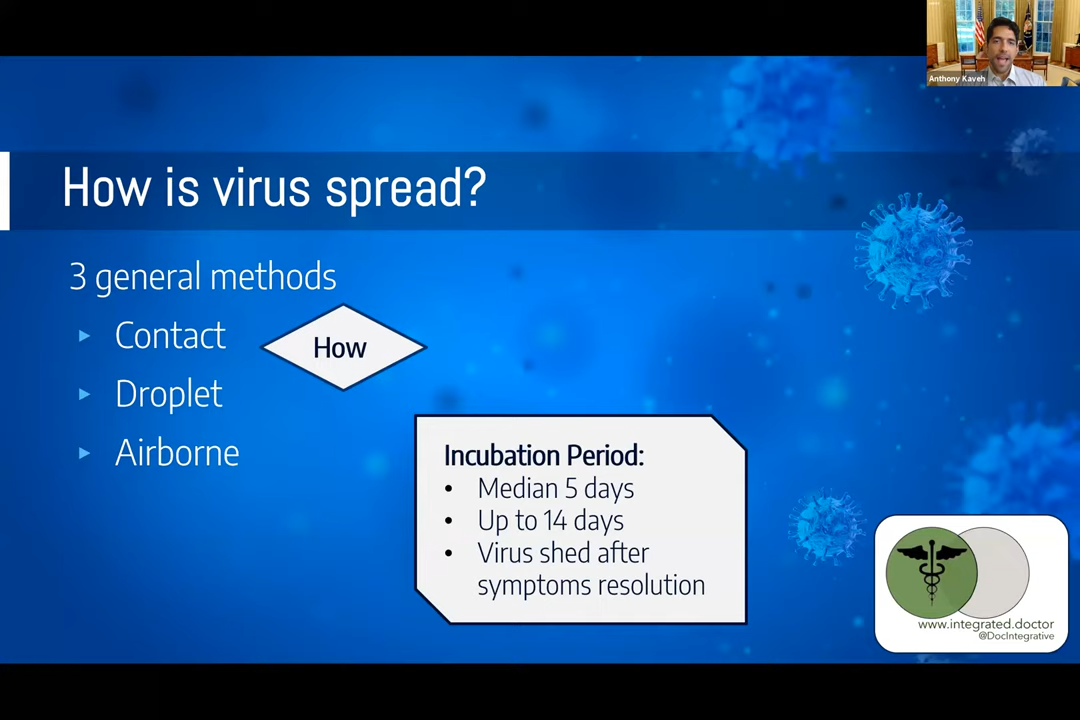 Anthony Kaveh
How is virus spread?
3 general methods
▸ Contact
▸ Droplet
▸ Airborne
How
Incubation Period:
• Median 5 days
• Up to 14 days
• Virus shed after
symptoms resolution
www.integrated.doctor
@DocIntegrative